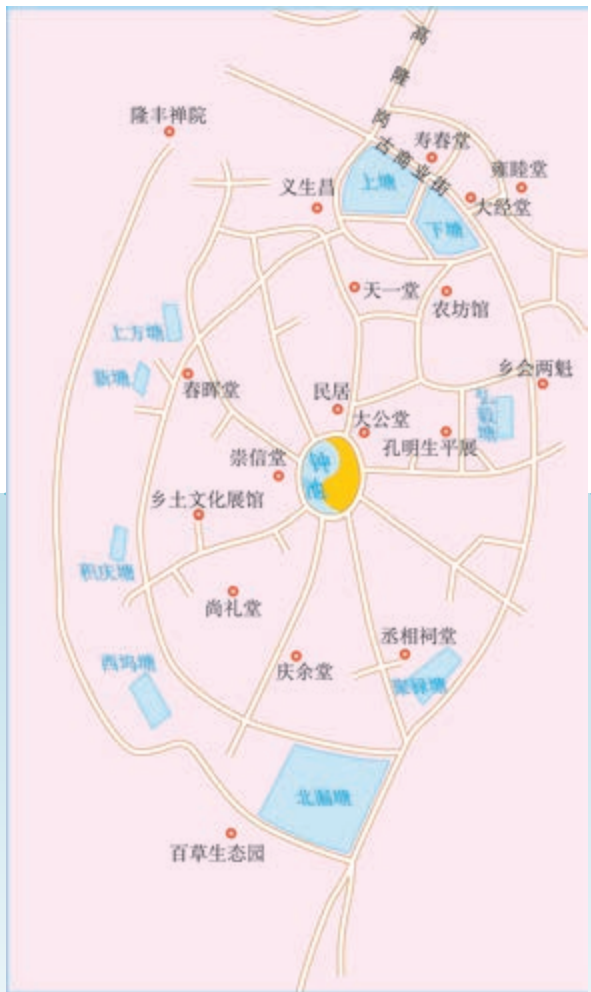 高隆岗
隆丰禅院
古商业街
寿春堂
雍睦堂
上塘
义生昌
大经堂
下塘
天一堂
农坊馆
上方塘
新塘
春晖堂
乡会两魁
民居
大公堂
孔明生平展
崇信堂
钟池
乡土文化展馆
积庆塘
尚礼堂
丞相祠堂
西坞塘
庆余堂
聚禄塘
北漏塘
百草生态园